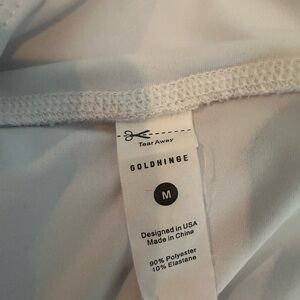 Tear Away
GOLDHINGE
M
Designed in USA
Made in China
90% Polyester
10% Elastane